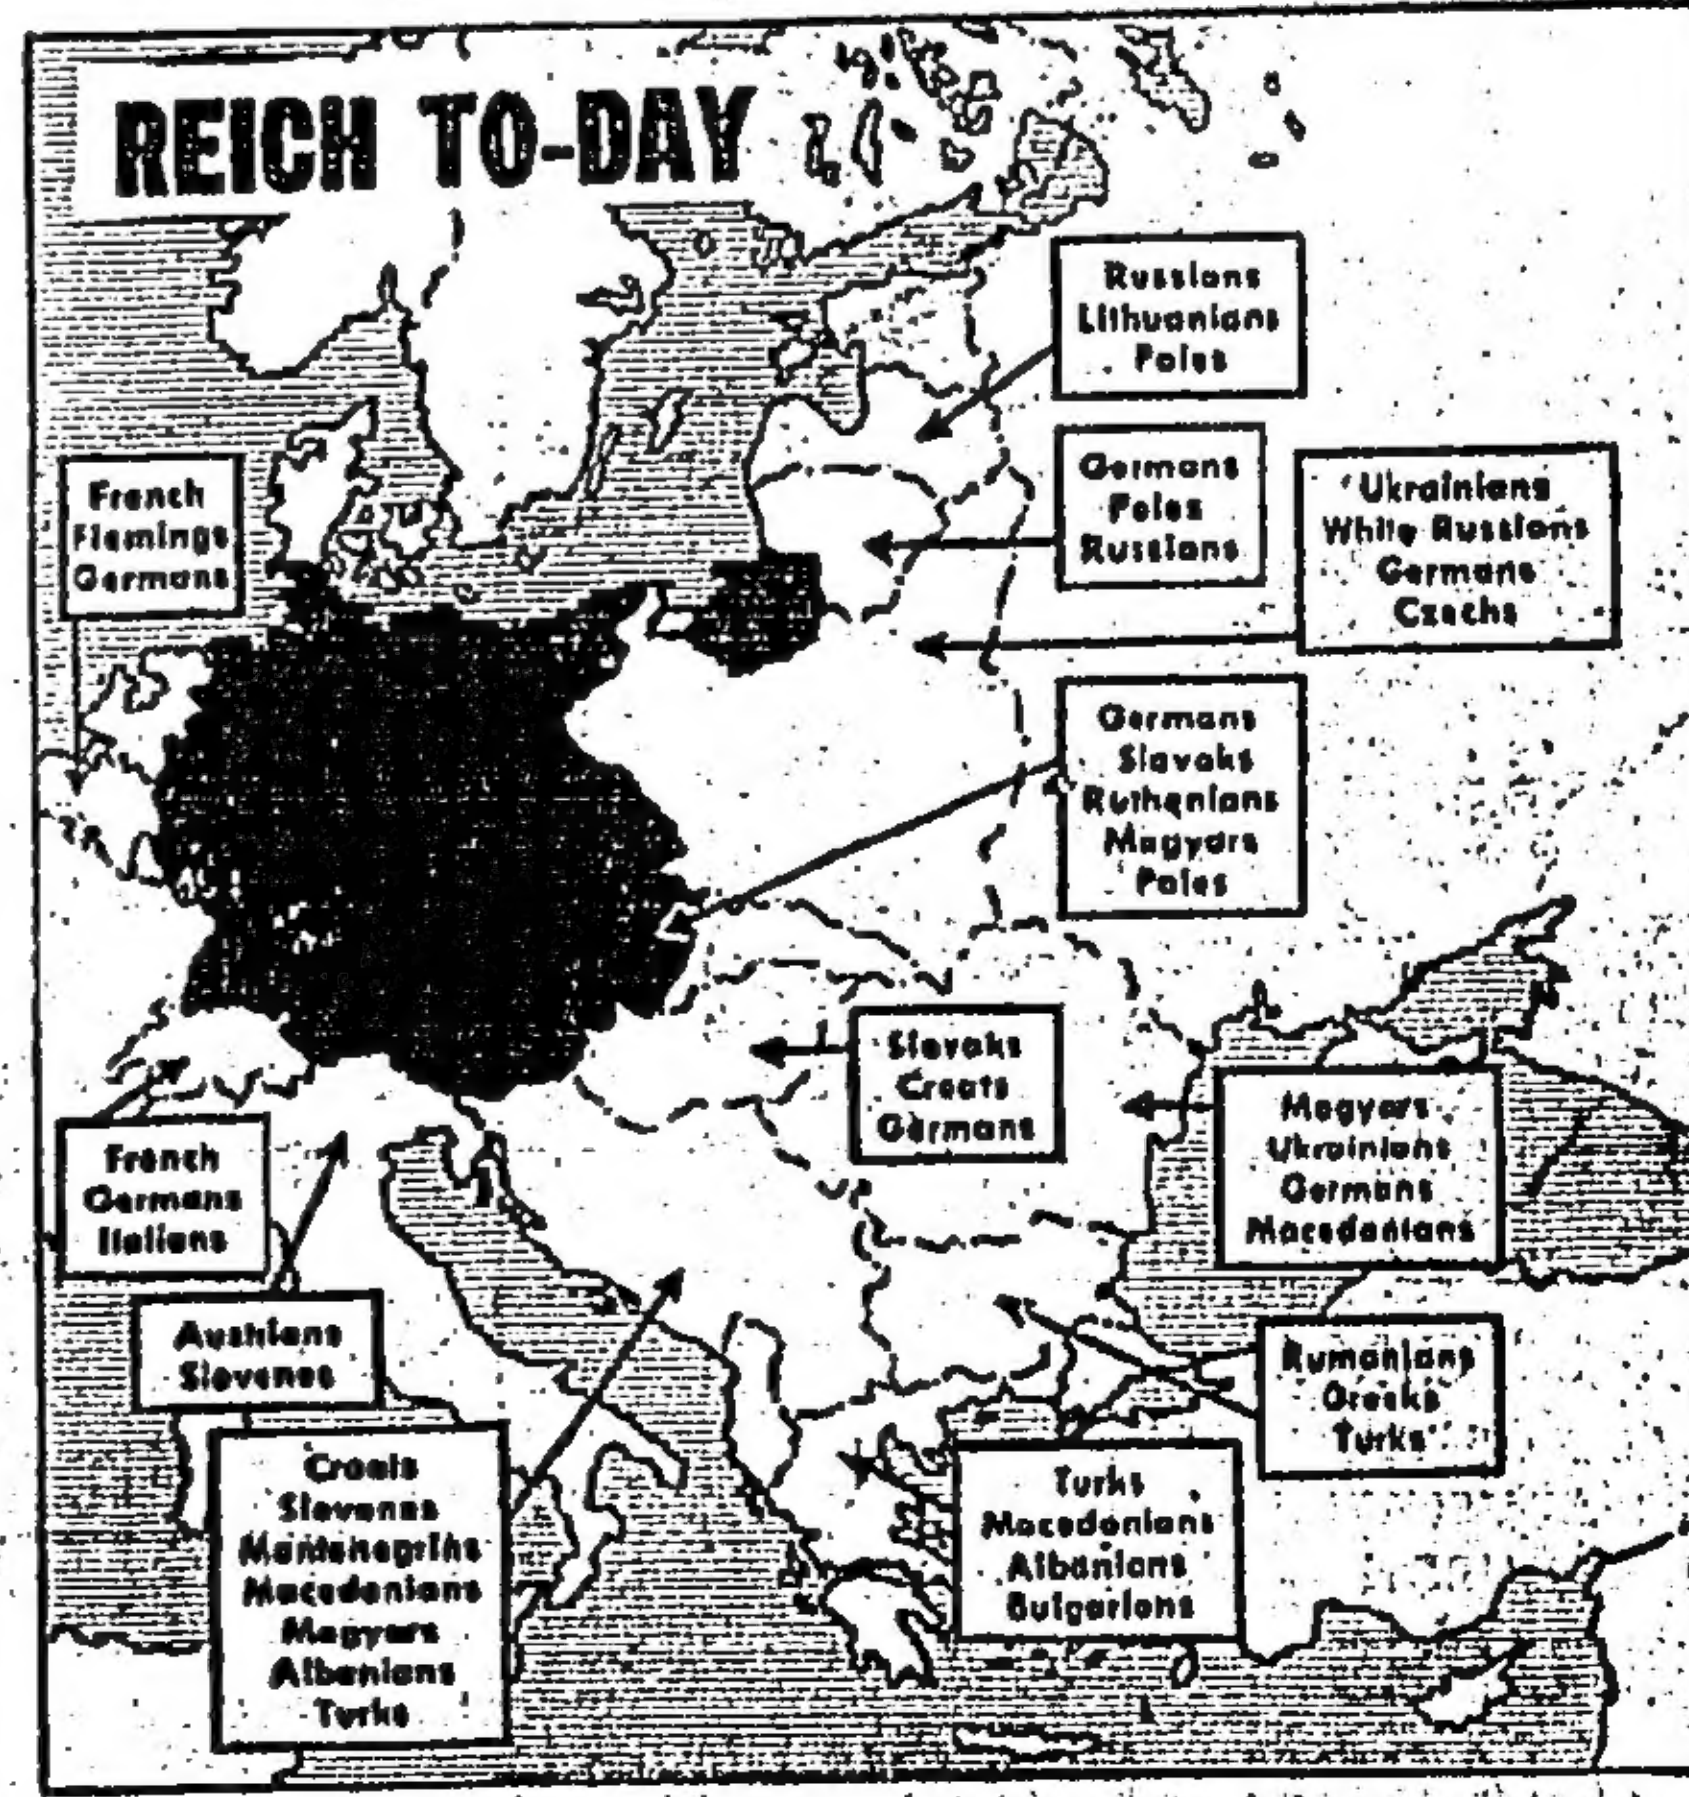 REICH TO-DAY
Russians
Lithuanians
Poles
French
Flemings
Germans
Germans
Poles
Russians
Ukrainians
White Russians
Germans
Czechs
Germans
Slovaks
Ruthenians
Magyars
Poles
Slovaks
Croats
Germans
Magyars
Ukrainians
Germans
Macedonians
French
Germans
Italians
Austrians
Slovenes
Rumanians
Greeks
Turks
Croats
Slovenes
Montenegrins
Macedonians
Magyars
Albanians
Turks
Turks
Macedonians
Albanians
Bulgarians